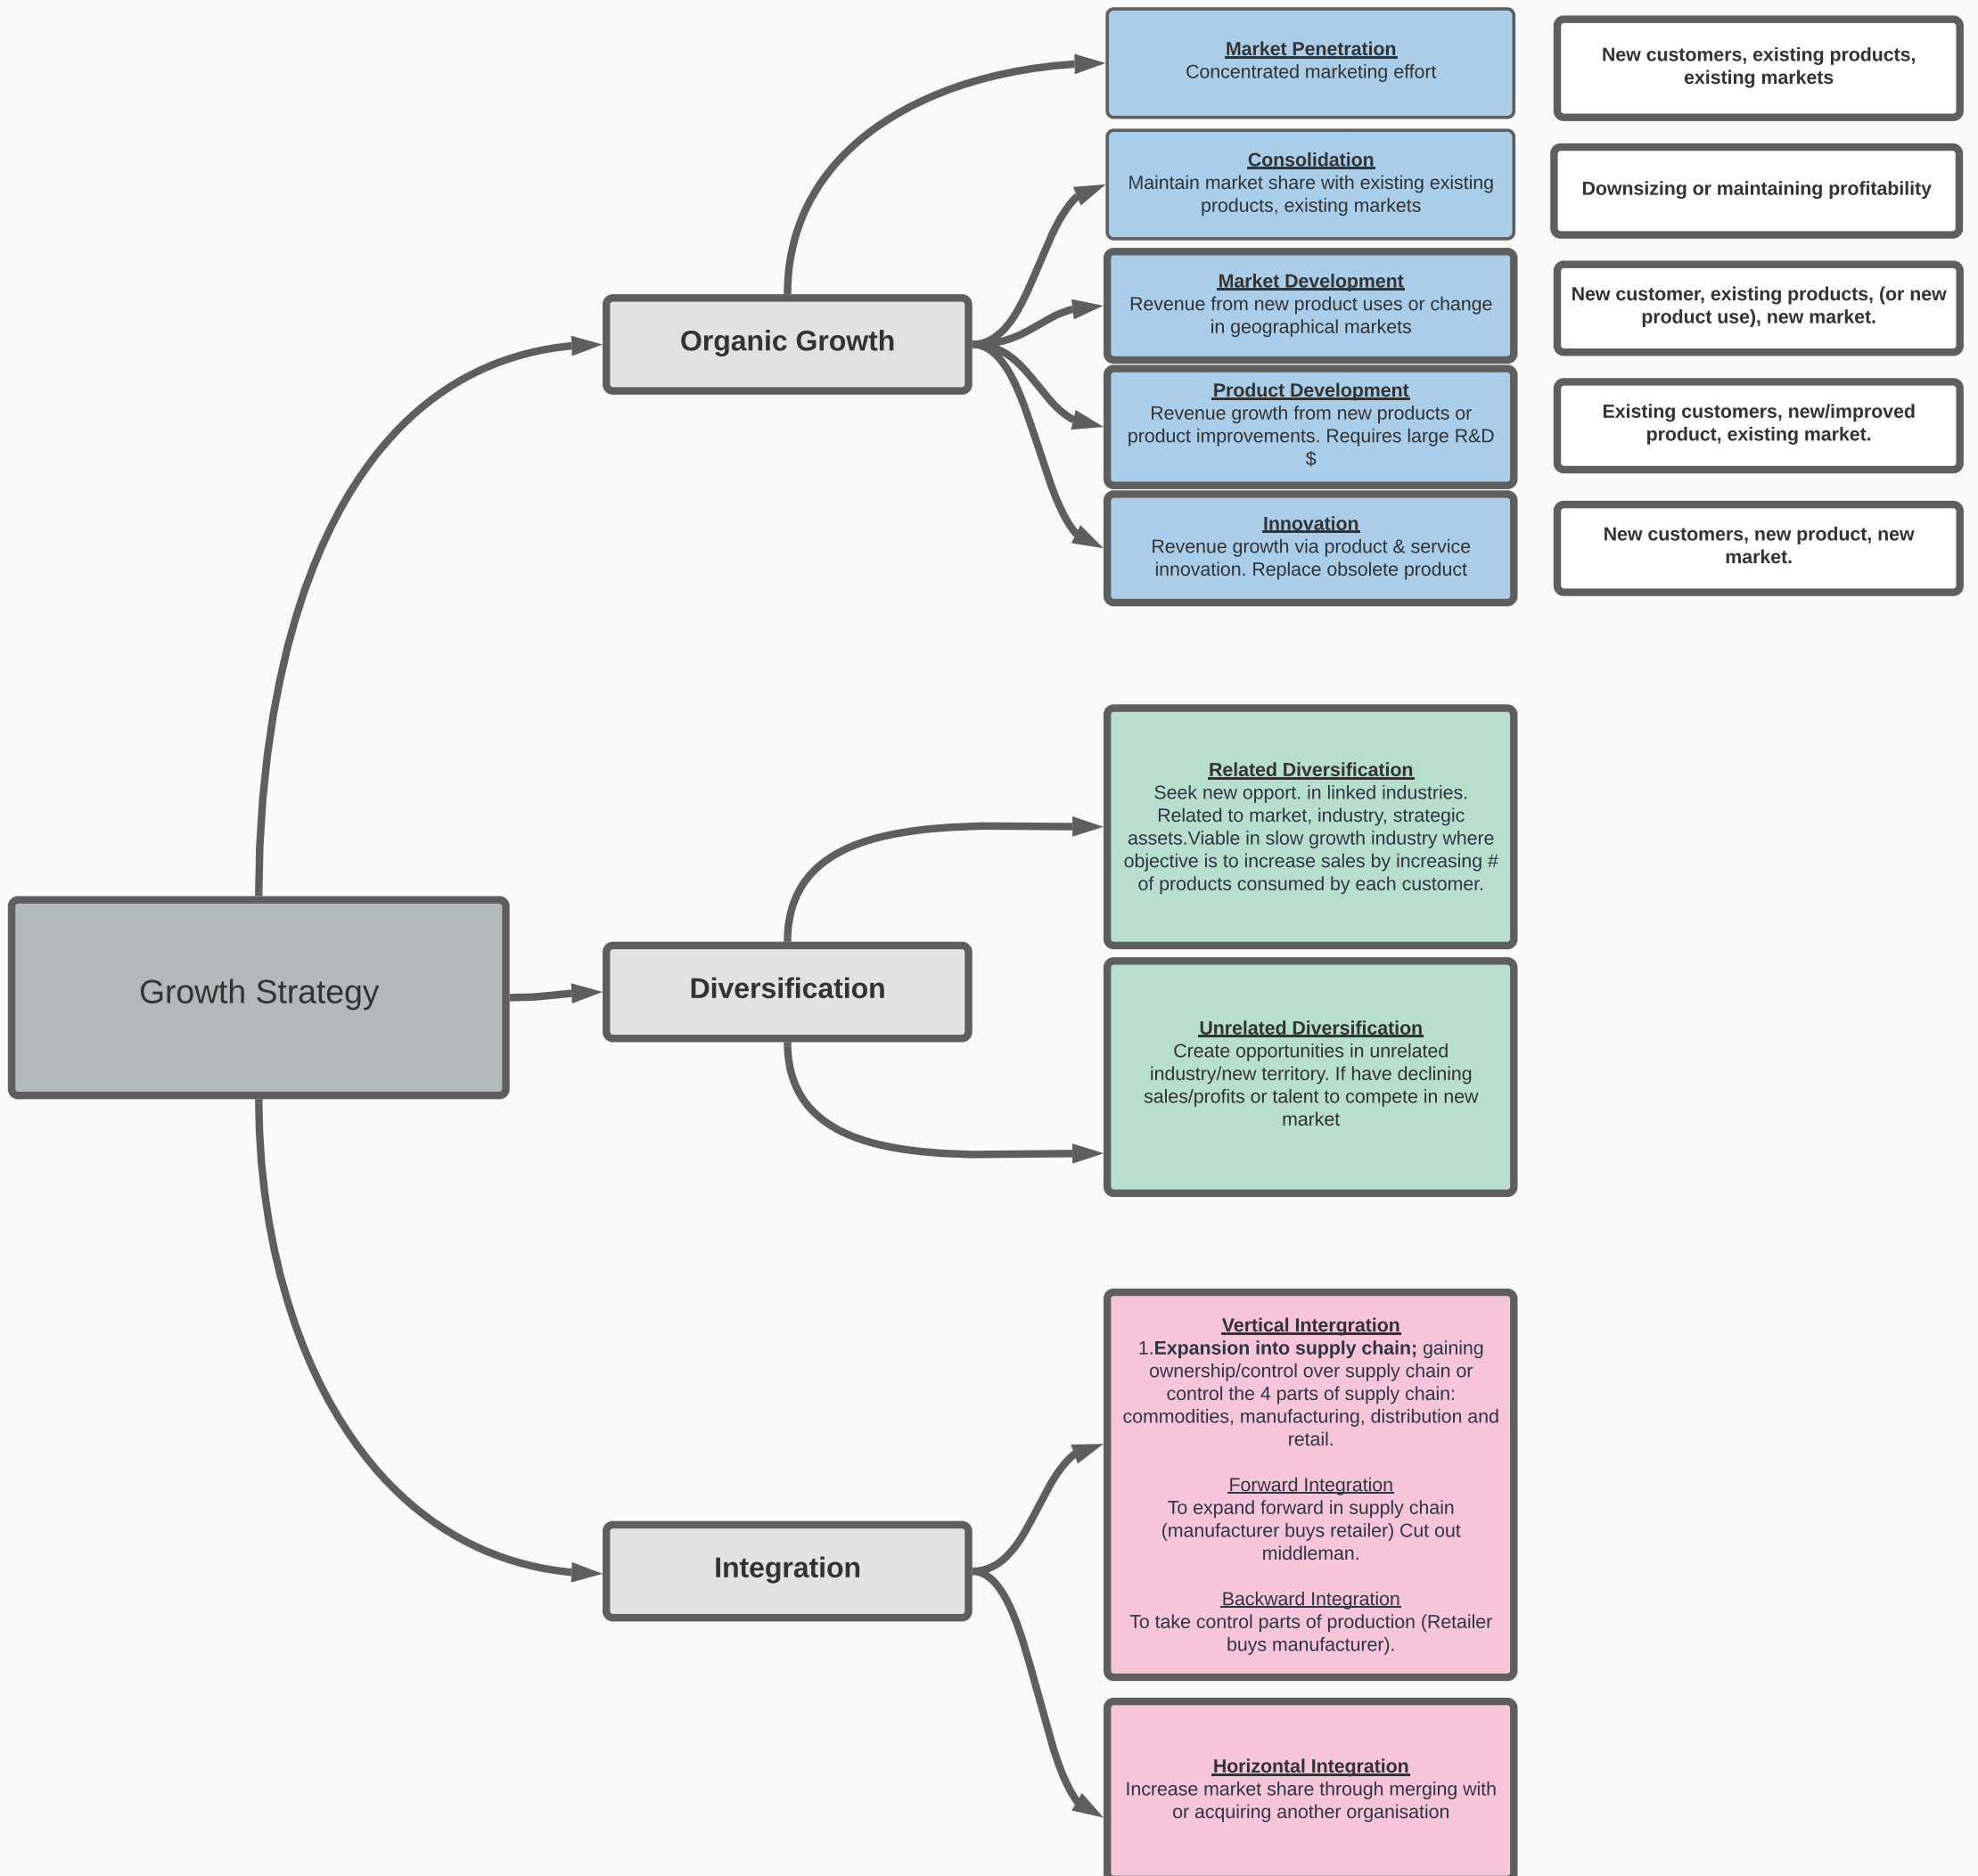 Market Penetration
Concentrated marketing effort
New customers, existing products,
existing markets
Consolidation
Maintain market share with existing existing
products, existing markets
Downsizing or maintaining profitability
Organic Growth
Market Development
Revenue from new product uses or change
in geographical markets
New customer, existing products, (or new
product use), new market.
Product Development
Revenue growth from new products or
product improvements. Requires large R&D
$
Existing customers, new/improved
product, existing market.
Innovation
Revenue growth via product & service
innovation. Replace obsolete product
New customers, new product, new
market.
Growth Strategy
Diversification
Related Diversification
Seek new opport. in linked industries.
Related to market, industry, strategic
assets.Viable in slow growth industry where
objective is to increase sales by increasing #
of products consumed by each customer.
Unrelated Diversification
Create opportunities in unrelated
industry/new territory. If have declining
sales/profits or talent to compete in new
market
Integration
Vertical Intergration
1.Expansion into supply chain; gaining
ownership/control over supply chain or
control the 4 parts of supply chain:
commodities, manufacturing, distribution and
retail.
Forward Integration
To expand forward in supply chain
(manufacturer buys retailer) Cut out
middleman.
Backward Integration
To take control parts of production (Retailer
buys manufacturer).
Horizontal Integration
Increase market share through merging with
or acquiring another organisation